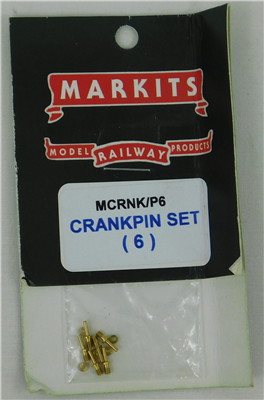 MARKITS
MODEL RAILWAY PRODUCTS
MCRNK/P6
CRANKPIN SET
( 6 )